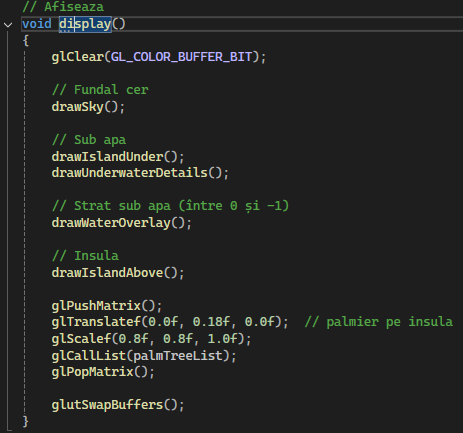 // Afiseaza
void display()
{
glClear(GL_COLOR_BUFFER_BIT);
// Fundal cer
drawSky();
// Sub apa
drawIslandUnder();
drawUnderwaterDetails();
// Strat sub apa (între 0 și -1)
drawWaterOverlay();
// Insula
drawIslandAbove();
glPushMatrix();
glTranslatef(0.0f, 0.18f, 0.0f);  // palmier pe insula
glScalef(0.8f, 0.8f, 1.0f);
glCallList(palmTreeList);
glPopMatrix();
glutSwapBuffers();
}